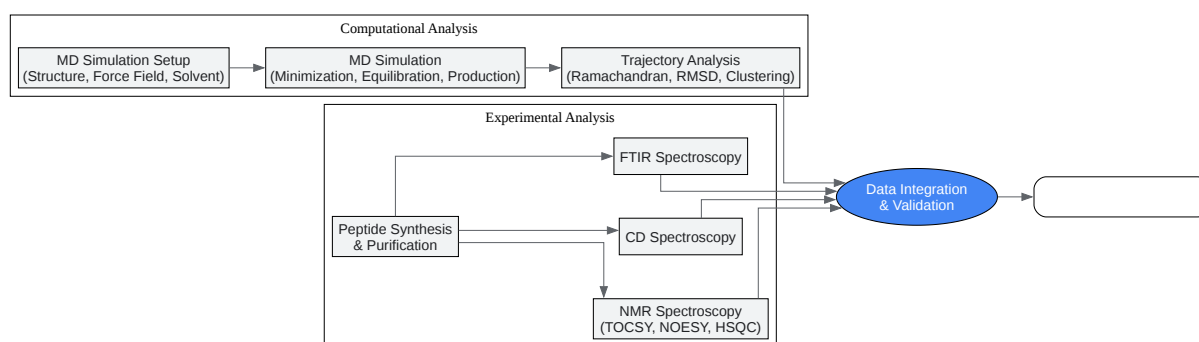 Computational Analysis
MD Simulation Setup
(Structure, Force Field, Solvent)
MD Simulation
(Minimization, Equilibration, Production)
Trajectory Analysis
(Ramachandran, RMSD, Clustering)
Experimental Analysis
FTIR Spectroscopy
Peptide Synthesis
& Purification
CD Spectroscopy
NMR Spectroscopy
(TOCSY, NOESY, HSQC)
Data Integration
& Validation